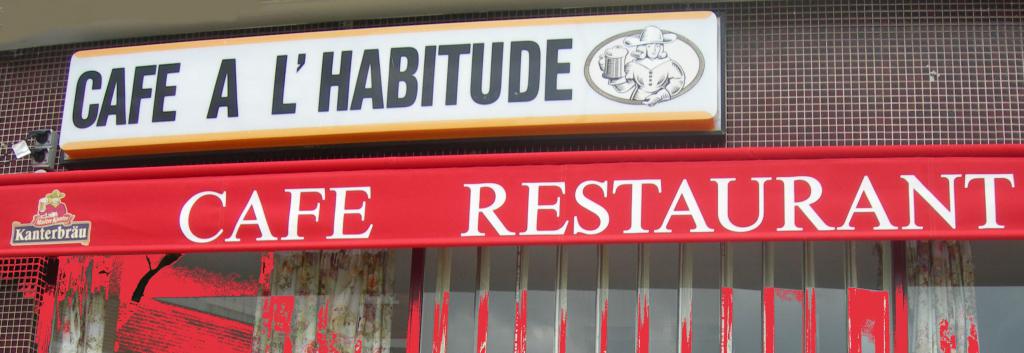 CAFE A L'HABITUDE
CAFE RESTAURANT
Kanterbräu